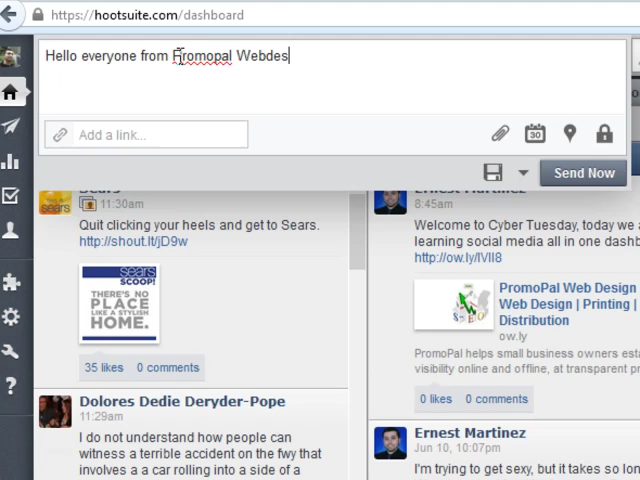 https://hootsuite.com/dashboard
Hello everyone from Promopal Webdes
Add a link...
30
Send Now
Sears
11:30am
Quit clicking your heels and get to Sears.
http://shout.lt/jD9w
sears
SCOOP!
THERE'S NO
PLACE
LIKE A STYLISH
HOME.
35 likes 0 comments
Dolores Dedie Deryder-Pope
11:29am
I do not understand how people can
witness a terrible accident on the fwy that
involves a a car rolling into a side of a
Ernest Martinez
8:45am
Welcome to Cyber Tuesday, today we a
learning social media all in one dashb
http://ow.ly/lVIl8
SEO
PromoPal Web Design
Web Design | Printing |
Distribution
ow.ly
PromoPal helps small business owners esta
visibility online and offline, at transparent p
0 likes 0 comments
Ernest Martinez
Jun 10, 10:07pm
I'm trying to get sexy, but it takes so lon